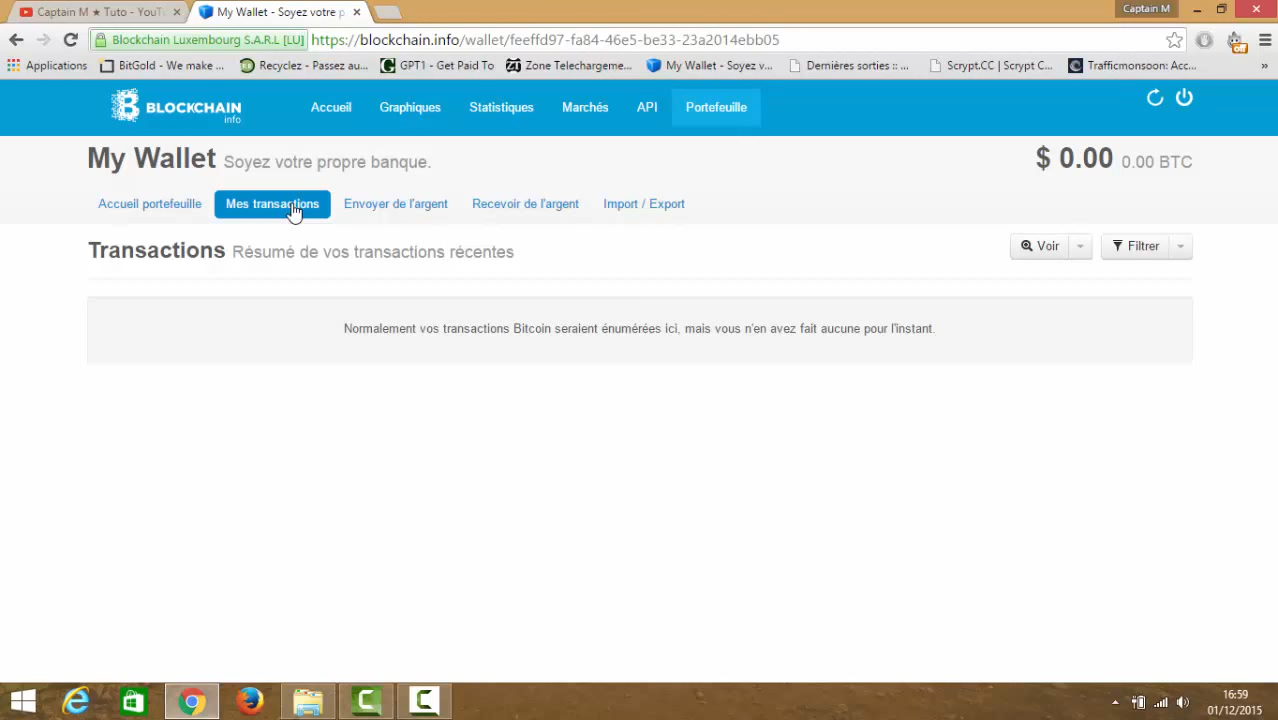 Captain M ★ Tuto - YouTu
My Wallet - Soyez votre p
Captain M
Blockchain Luxembourg S.A.R.L [LU]
https://blockchain.info/wallet/feeffd97-fa84-46e5-be33-23a2014ebb05
off
Applications
BitGold - We make ...
Recyclez - Passez au...
GPT1 - Get Paid To
Zone Telechargeme...
My Wallet - Soyez v...
Dernières sorties :: ...
Scrypt.CC | Scrypt C...
Trafficmonsoon: Acc...
»
BLOCKCHAIN
info
Accueil
Graphiques
Statistiques
Marchés
API
Portefeuille
My Wallet Soyez votre propre banque.
$ 0.00 0.00 BTC
Accueil portefeuille
Mes transactions
Envoyer de l'argent
Recevoir de l'argent
Import / Export
Transactions Résumé de vos transactions récentes
Voir
Filtrer
Normalement vos transactions Bitcoin seraient énumérées ici, mais vous n'en avez fait aucune pour l'instant.
16:59
01/12/2015